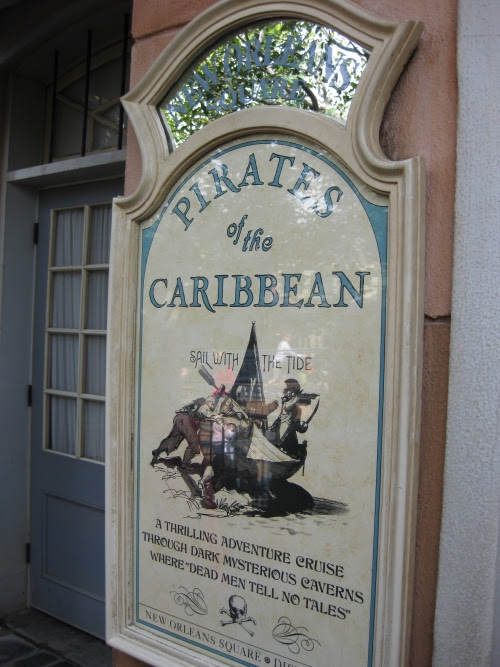 NEW ORLEANS
SQUARE
PIRATES
of the
CARIBBEAN
SAIL WITH THE TIDE
A THRILLING ADVENTURE CRUISE
THROUGH DARK MYSTERIOUS CAVERNS
WHERE "DEAD MEN TELL NO TALES"
NEW ORLEANS SQUARE •